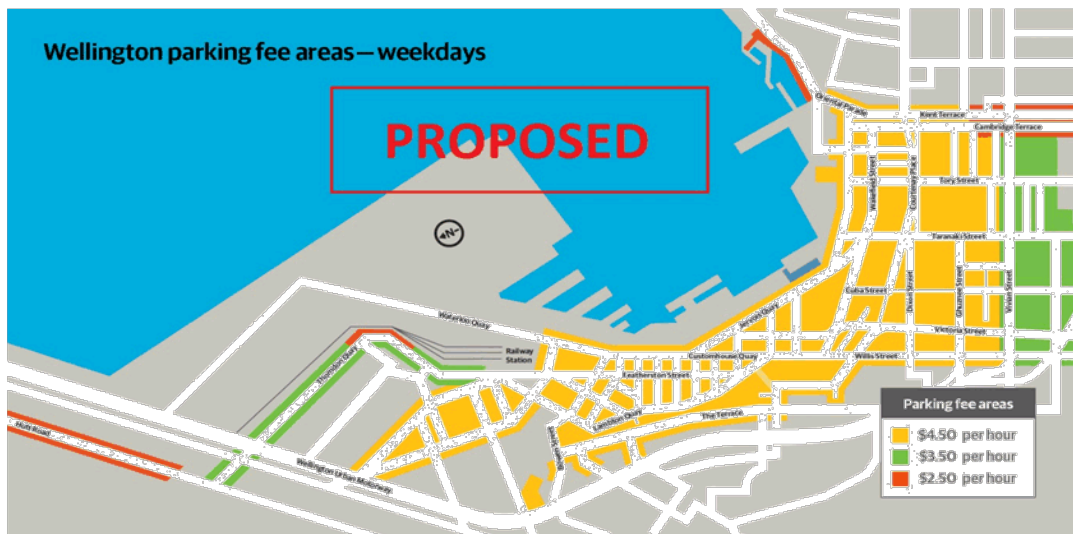 Wellington parking fee areas — weekdays
PROPOSED
N
Oriental Parade
Kent Terrace
Cambridge Terrace
Wakefield Street
Courtenay Place
Tory Street
Taranaki Street
Cuba Street
Dixon Street
Ghuznee Street
Vivian Street
Victoria Street
Willis Street
Jervois Quay
Waterloo Quay
Customhouse Quay
Railway
Station
Featherston Street
Thorndon Quay
Lambton Quay
The Terrace
Bowen Street
Hutt Road
Wellington Urban Motorway
Parking fee areas
$4.50 per hour
$3.50 per hour
$2.50 per hour